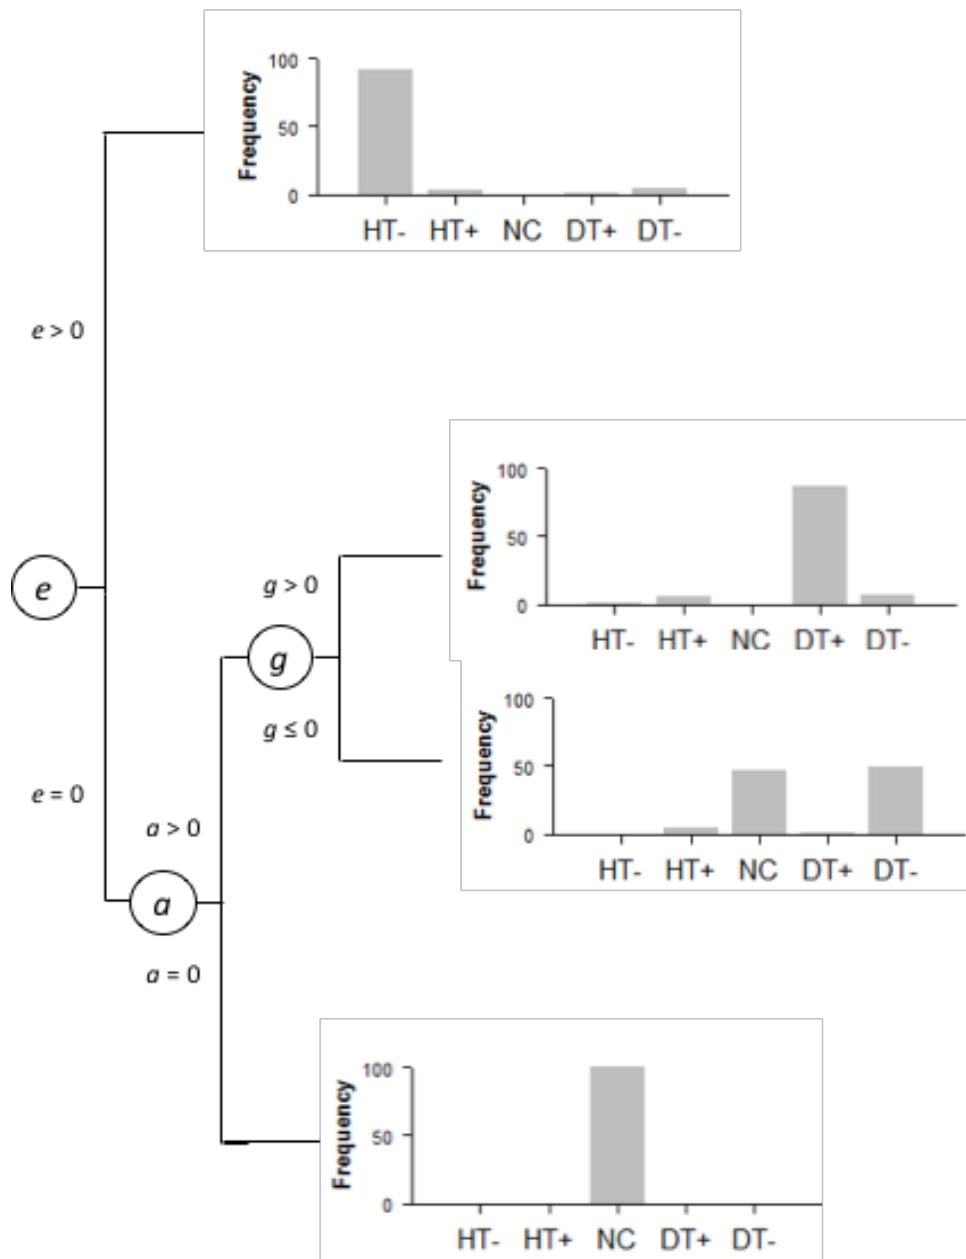 Frequency
100
50
0
HT- HT+ NC DT+ DT-
e > 0
Frequency
100
50
0
HT- HT+ NC DT+ DT-
e
g > 0
g
g ≤ 0
Frequency
100
50
0
HT- HT+ NC DT+ DT-
e = 0
a > 0
a
a = 0
Frequency
100
50
0
HT- HT+ NC DT+ DT-